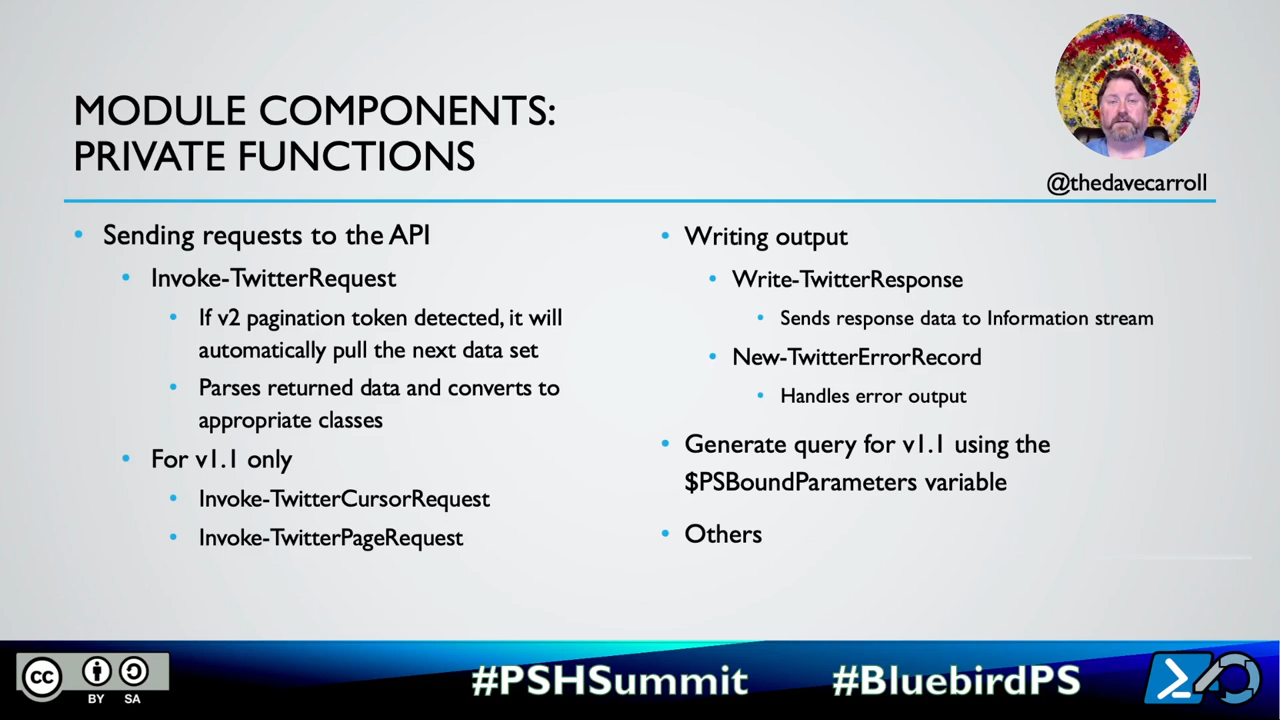 MODULE COMPONENTS:
PRIVATE FUNCTIONS
@thedavecarroll
• Sending requests to the API
• Invoke-TwitterRequest
• If v2 pagination token detected, it will
automatically pull the next data set
• Parses returned data and converts to
appropriate classes
• For v1.1 only
• Invoke-TwitterCursorRequest
• Invoke-TwitterPageRequest
• Writing output
• Write-TwitterResponse
• Sends response data to Information stream
• New-TwitterErrorRecord
• Handles error output
• Generate query for v1.1 using the
$PSBoundParameters variable
• Others
cc
BY SA
#PSHSummit #BluebirdPS